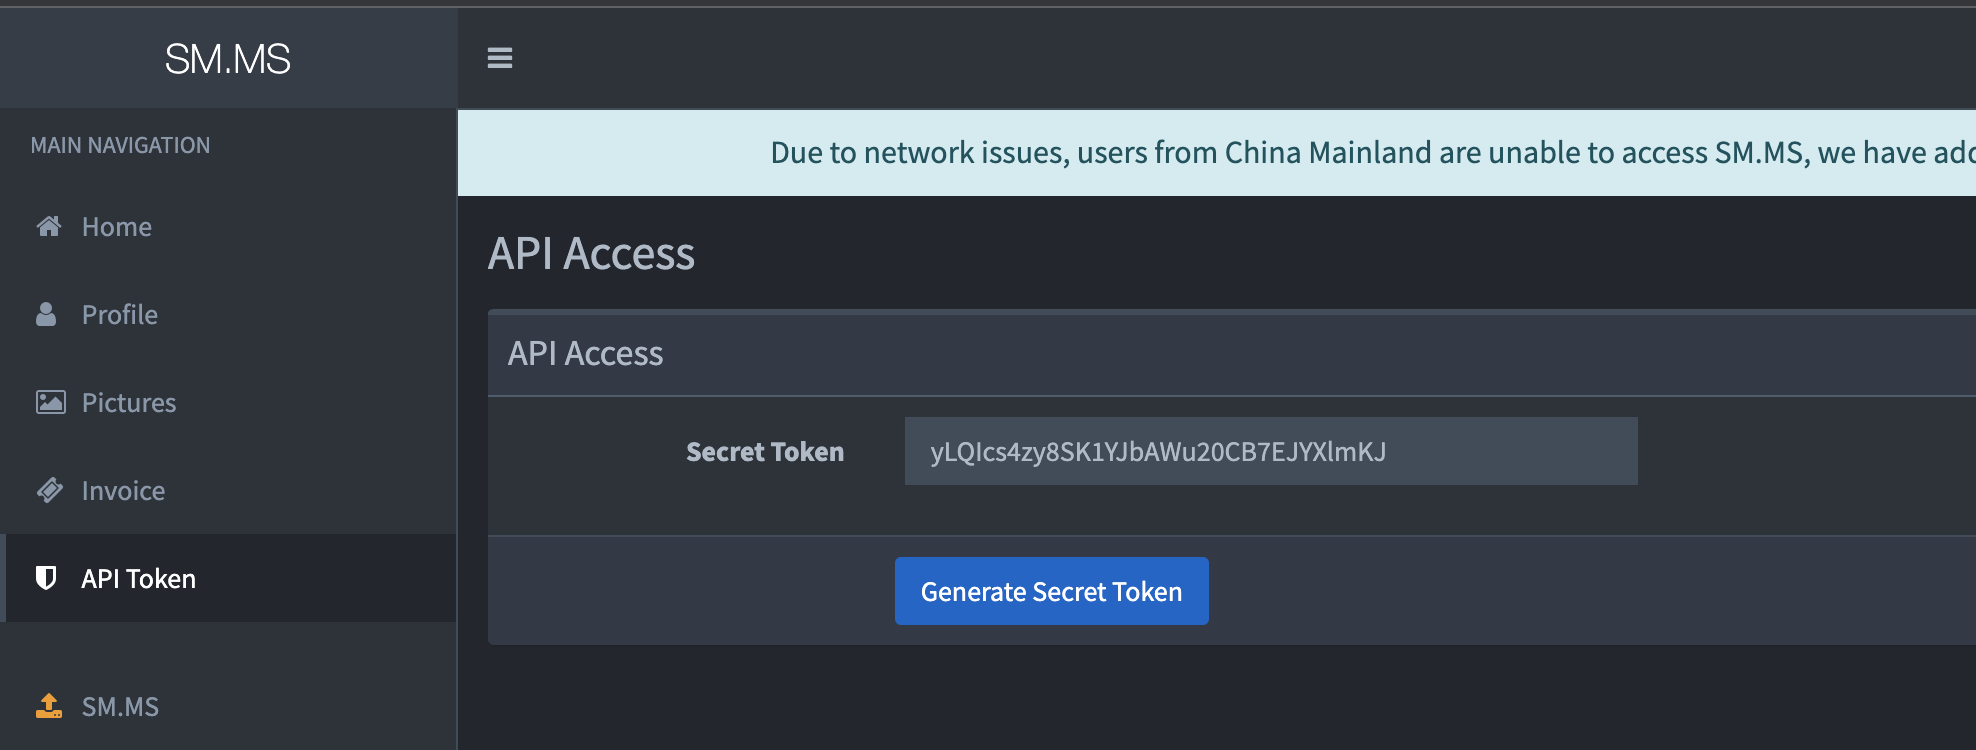 SM.MS
MAIN NAVIGATION
Home
Profile
Pictures
Invoice
API Token
SM.MS
Due to network issues, users from China Mainland are unable to access SM.MS, we have
API Access
API Access
Secret Token yLQIcs4zy8SK1YJbAWu20CB7EJYXlmKJ
Generate Secret Token